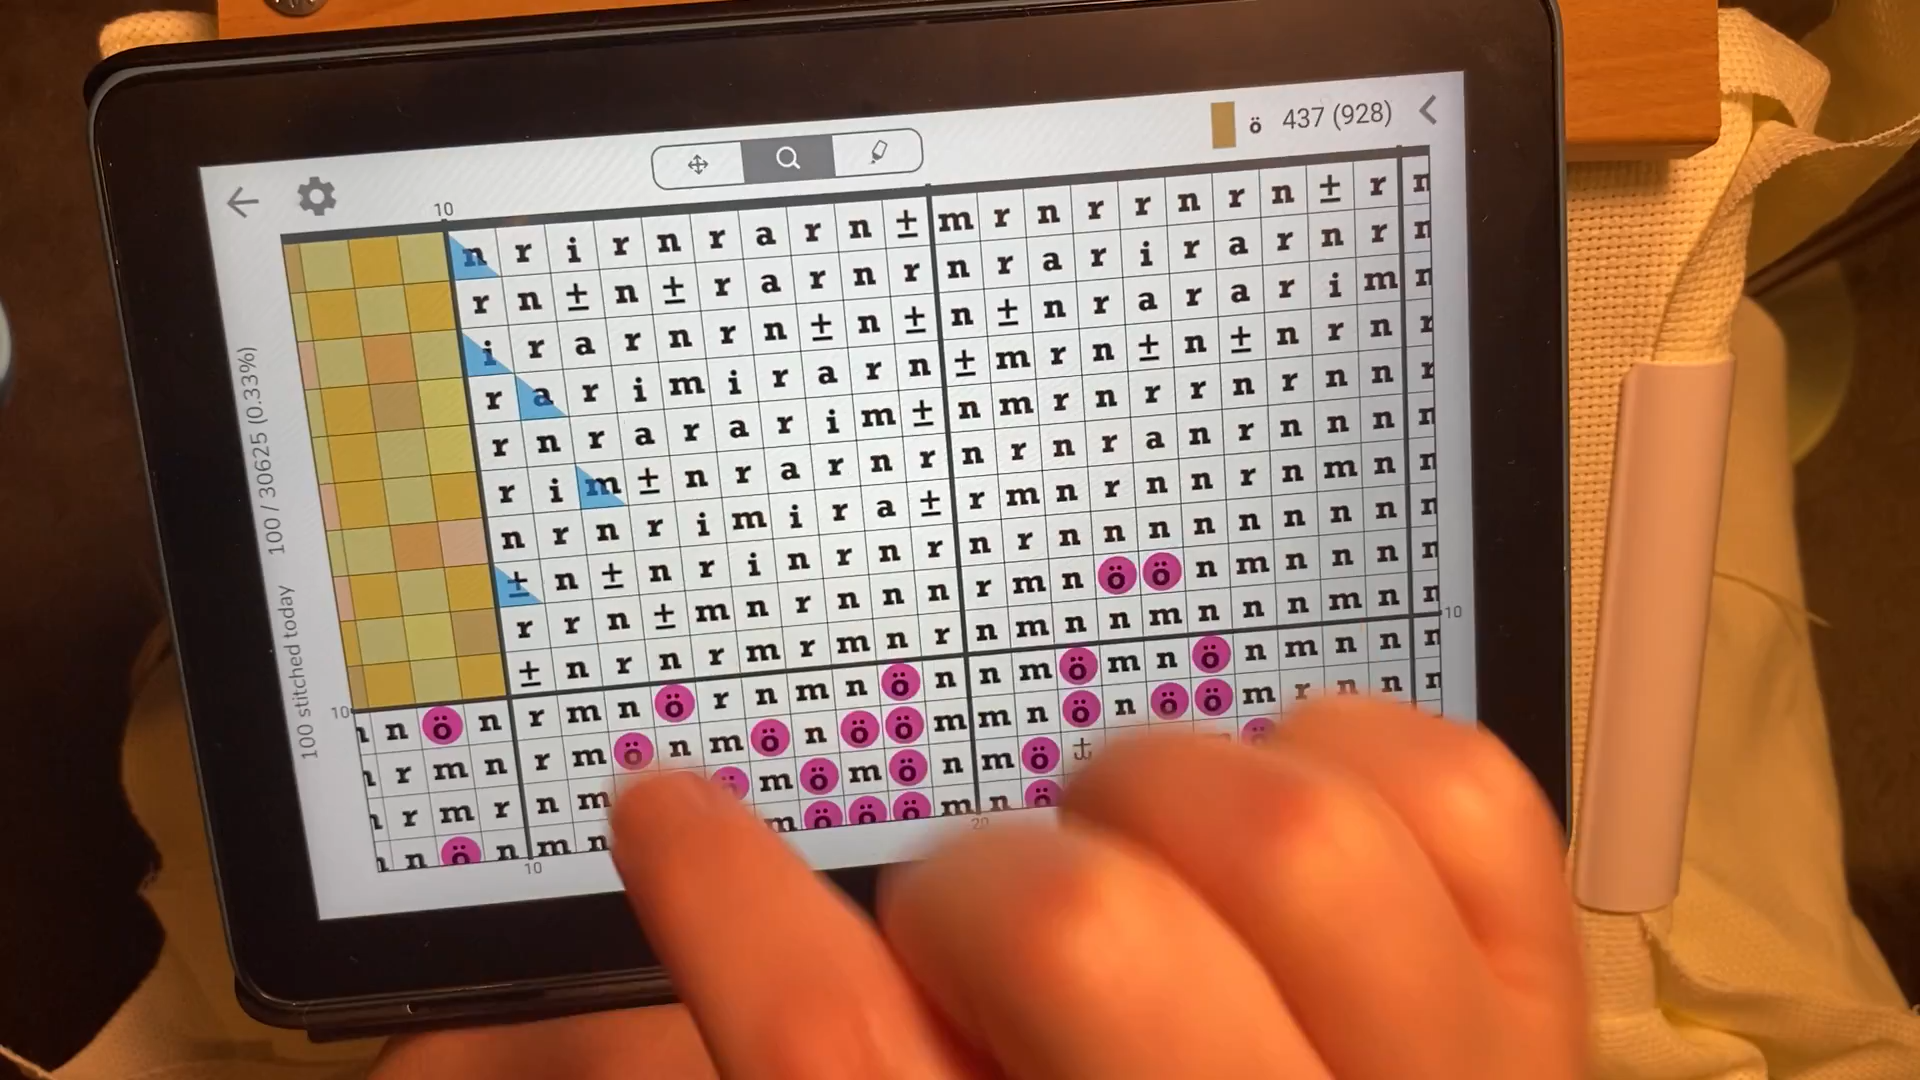 ö 437 (928)
10
100 stitched today 100 / 30625 (0.33%)
n r i r n r a r n ± m r n r r n r n ± r n
r n ± n ± r a r n r n r a r i r a r n r n
i r a r n r n ± n ± n ± n r a r a r i m n
r a r i m i r a r n ± m r n ± n ± n r n r
r n r a r a r i m ± n m r n r r n r n n r
r i m ± n r a r n r n r n r a n r n n n n
n r n r i m i r a ± r m n r n n r n m n n
± n ± n r i n r n r n r n n n n n n n n n
r r n ± m n r n n n r m n ö ö n m n n n n
± n r n r m r m n r n m n n m n n n m n n
10
10 n ö n r m n ö r n m n ö n n m ö m n ö n m n n n
r m n r m ö n m ö n ö ö m m n ö n ö ö m r n n n
r m r n m ö m ö m ö n m ö ±
n ö n m n m ö ö ö m n ö
10 20